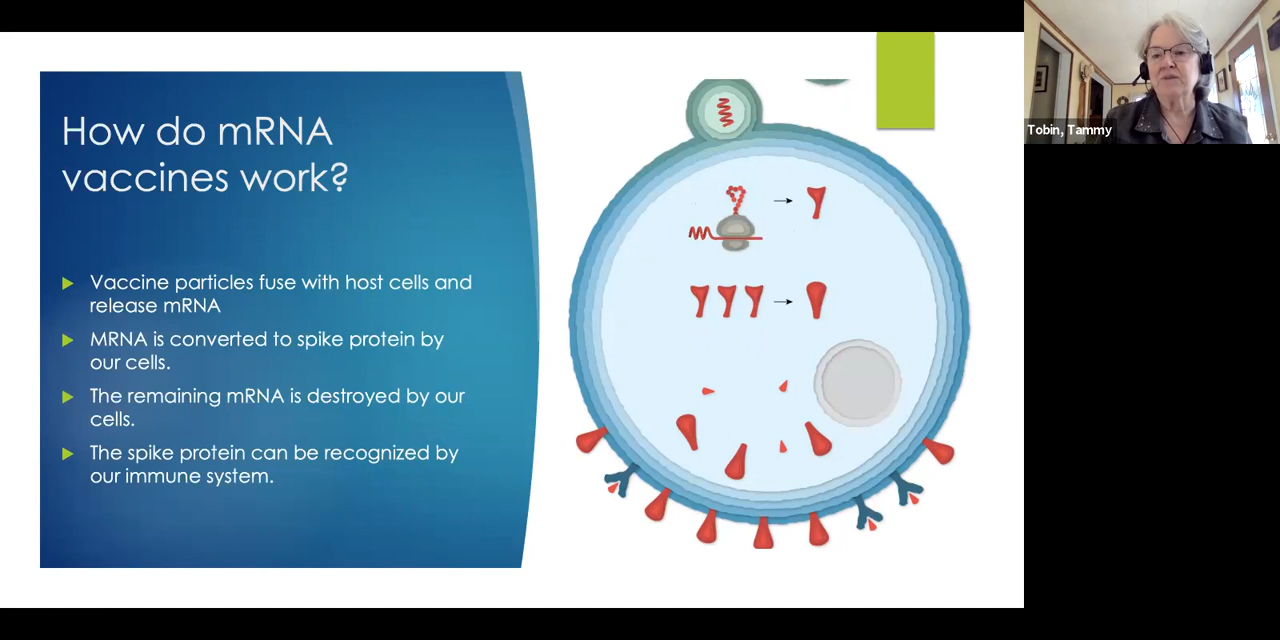 How do mRNA
vaccines work?
Vaccine particles fuse with host cells and
release mRNA
MRNA is converted to spike protein by
our cells.
The remaining mRNA is destroyed by our
cells.
The spike protein can be recognized by
our immune system.
Tobin, Tammy